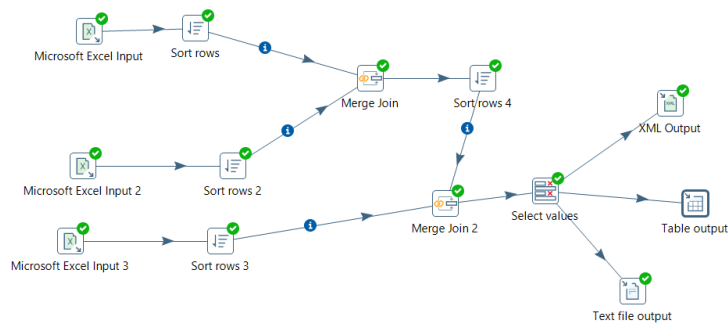 Microsoft Excel Input
Sort rows
Merge Join
Sort rows 4
XML Output
Microsoft Excel Input 2
Sort rows 2
Merge Join 2
Select values
Table output
Microsoft Excel Input 3
Sort rows 3
Text file output